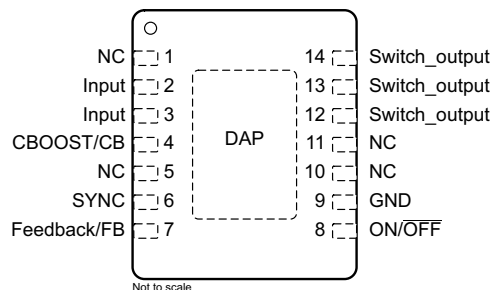 NC 1 14 Switch_output
Input 2 13 Switch_output
Input 3 12 Switch_output
CBOOST/CB 4 DAP 11 NC
NC 5 10 NC
SYNC 6 9 GND
Feedback/FB 7 8 ON/OFF
Not to scale